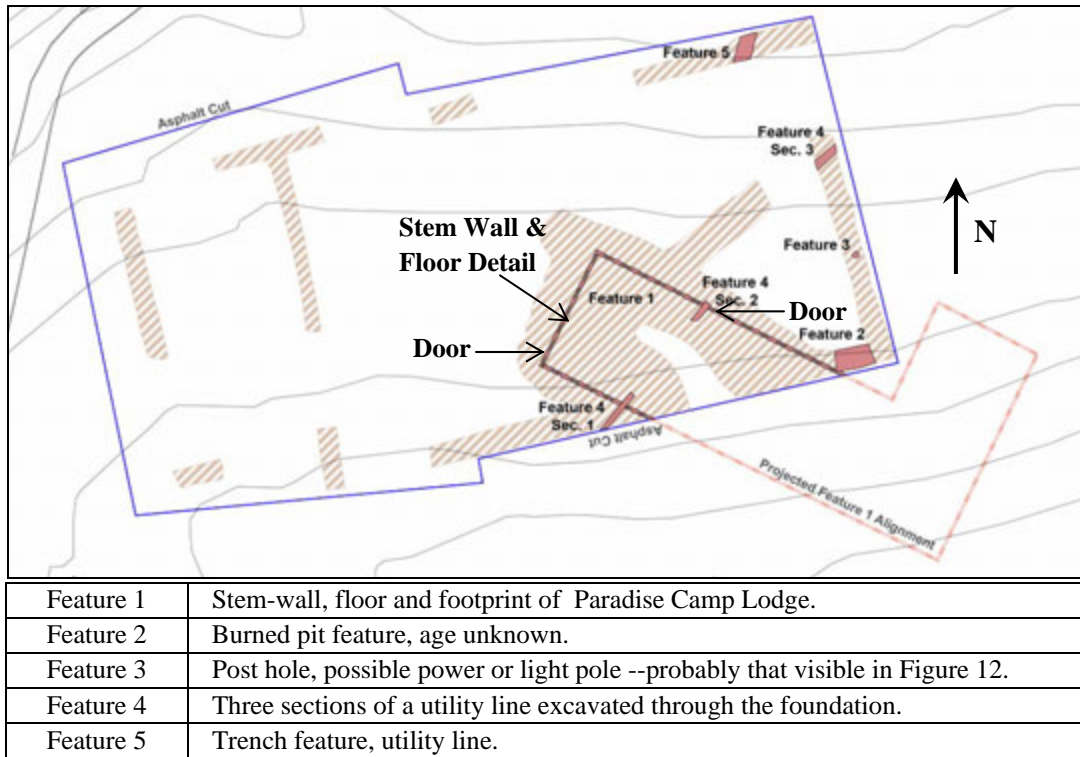 Asphalt Cut
Feature 5
Feature 4
Sec. 3
N
Stem Wall &
Floor Detail
Feature 3
Feature 1
Feature 4
Sec. 2
Door
Door
Feature 2
Feature 4
Sec. 1
Asphalt Cut
Projected Feature 1 Alignment
Feature 1 Stem-wall, floor and footprint of Paradise Camp Lodge.
Feature 2 Burned pit feature, age unknown.
Feature 3 Post hole, possible power or light pole --probably that visible in Figure 12.
Feature 4 Three sections of a utility line excavated through the foundation.
Feature 5 Trench feature, utility line.